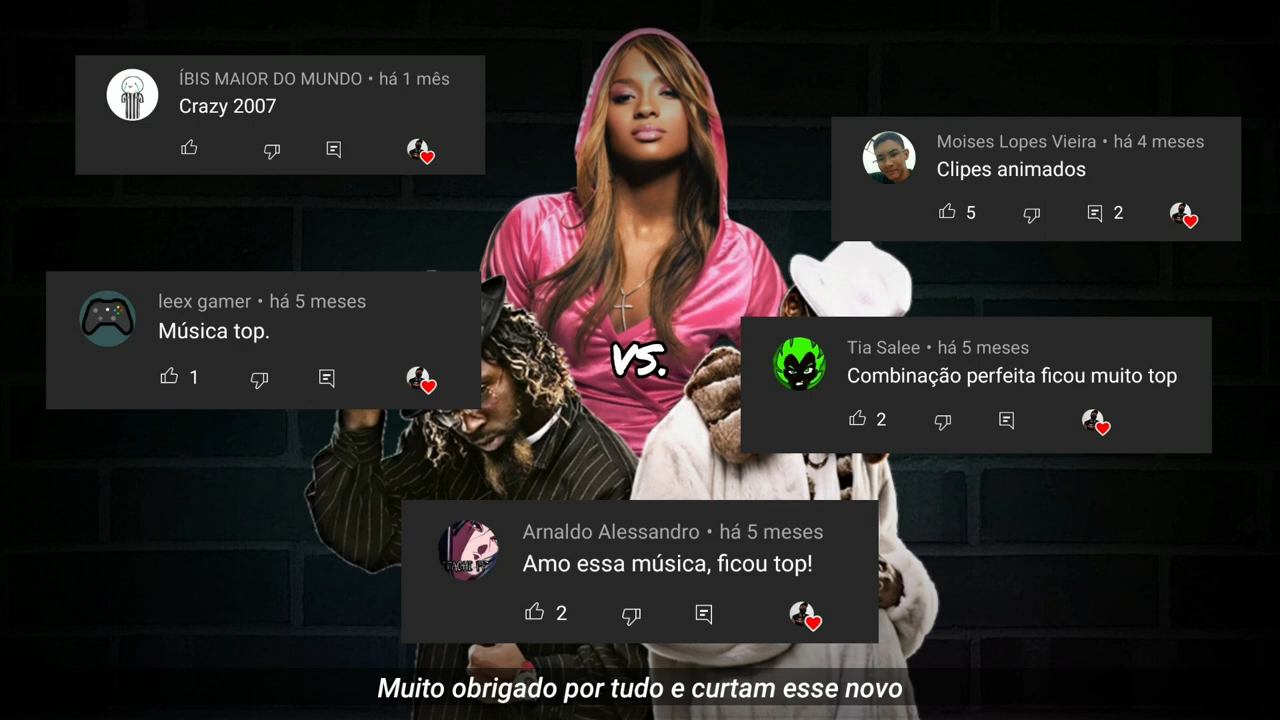 ÍBIS MAIOR DO MUNDO • há 1 mês
Crazy 2007
Moises Lopes Vieira • há 4 meses
Clipes animados
5 2
leex gamer • há 5 meses
Música top.
1
vs.
Tia Salee • há 5 meses
Combinação perfeita ficou muito top
2
Arnaldo Alessandro • há 5 meses
Amo essa música, ficou top!
2
Muito obrigado por tudo e curtam esse novo